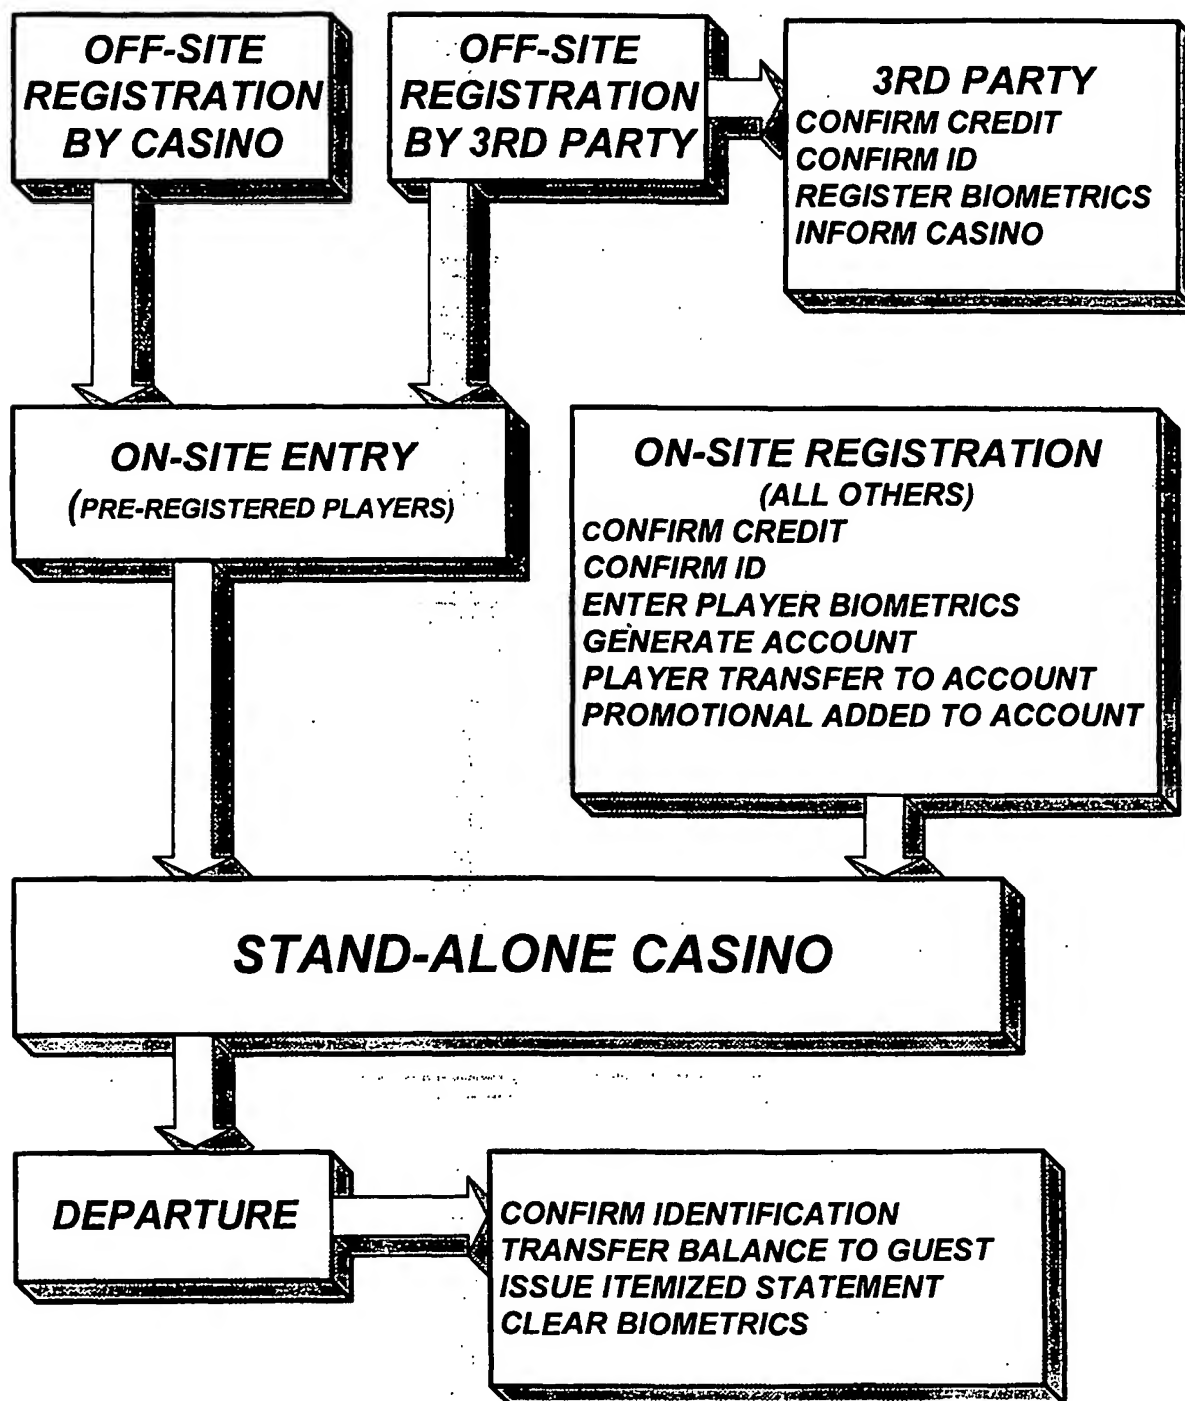 OFF-SITE
REGISTRATION
BY CASINO
OFF-SITE
REGISTRATION
BY 3RD PARTY
3RD PARTY
CONFIRM CREDIT
CONFIRM ID
REGISTER BIOMETRICS
INFORM CASINO
ON-SITE ENTRY
(PRE-REGISTERED PLAYERS)
ON-SITE REGISTRATION
(ALL OTHERS)
CONFIRM CREDIT
CONFIRM ID
ENTER PLAYER BIOMETRICS
GENERATE ACCOUNT
PLAYER TRANSFER TO ACCOUNT
PROMOTIONAL ADDED TO ACCOUNT
STAND-ALONE CASINO
DEPARTURE
CONFIRM IDENTIFICATION
TRANSFER BALANCE TO GUEST
ISSUE ITEMIZED STATEMENT
CLEAR BIOMETRICS